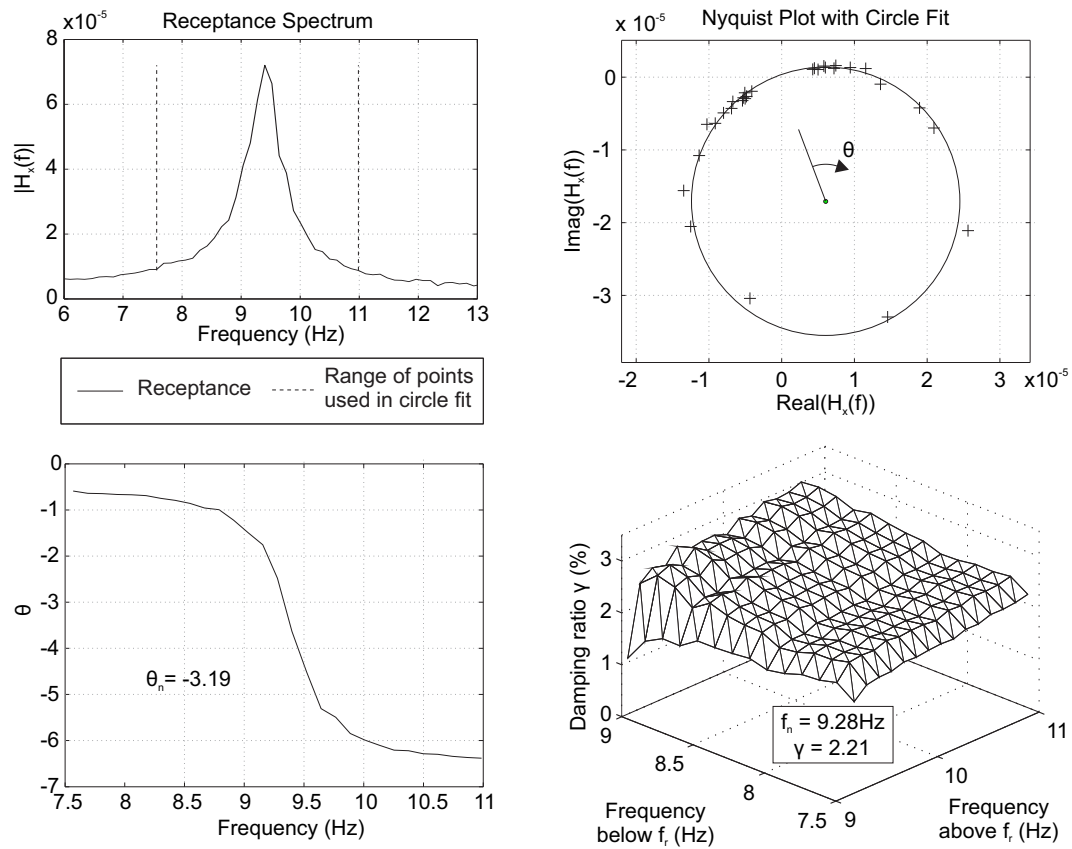 Receptance Spectrum
x10⁻⁵
8
6
4
2
0
6 7 8 9 10 11 12 13
|Hₓ(f)|
Frequency (Hz)
Receptance
Range of points
used in circle fit
Nyquist Plot with Circle Fit
x 10⁻⁵
0
-1
-2
-3
-2 -1 0 1 2 3 x10⁻⁵
Imag(Hₓ(f))
Real(Hₓ(f))
θ
0
-1
-2
-3
-4
-5
-6
-7
7.5 8 8.5 9 9.5 10 10.5 11
θ
θₙ= -3.19
Frequency (Hz)
Damping ratio γ (%)
3
2
1
0
9
8.5
8
7.5
9
10
11
fₙ = 9.28Hz
γ = 2.21
Frequency
below fᵣ (Hz)
Frequency
above fᵣ (Hz)